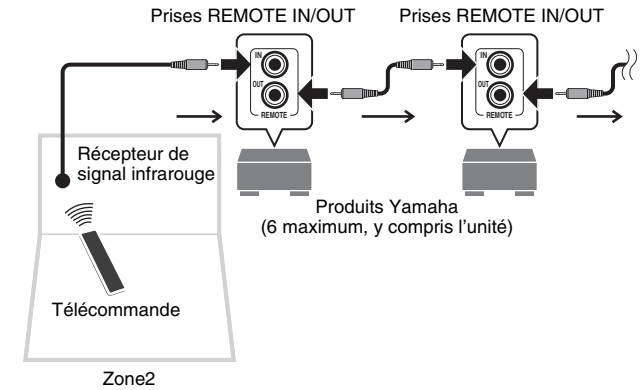 Prises REMOTE IN/OUT
Prises REMOTE IN/OUT
IN
OUT
REMOTE
IN
OUT
REMOTE
Récepteur de
signal infrarouge
Produits Yamaha
(6 maximum, y compris l’unité)
Télécommande
Zone2